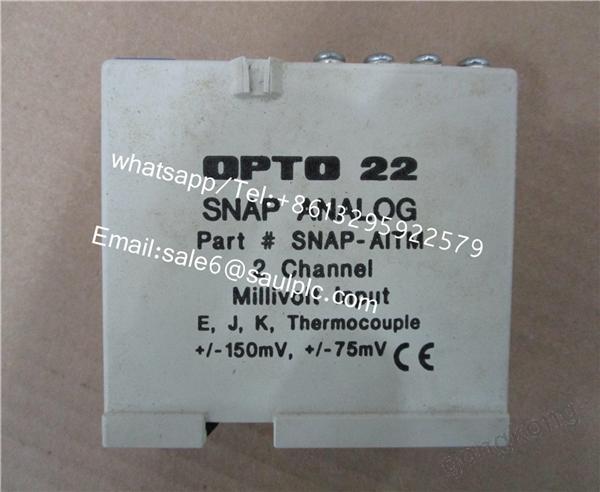 OPTO 22
whatsapp/Tel:+8613295922579
SNAP ANALOG
Part # SNAP-AITM
Email:sale6@saulplc.com
2 Channel
Millivolt Input
E, J, K, Thermocouple
+/-150mV, +/-75mV CE
gongkong